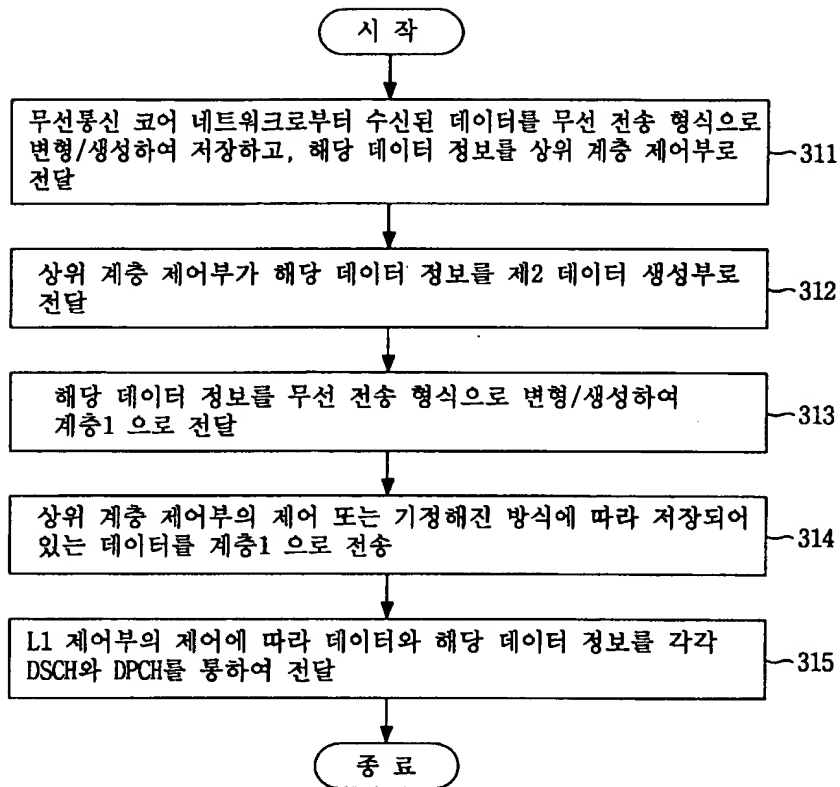 시 작
무선통신 코어 네트워크로부터 수신된 데이터를 무선 전송 형식으로
변형/생성하여 저장하고, 해당 데이터 정보를 상위 계층 제어부로
전달
311
상위 계층 제어부가 해당 데이터 정보를 제2 데이터 생성부로
전달
312
해당 데이터 정보를 무선 전송 형식으로 변형/생성하여
계층1 으로 전달
313
상위 계층 제어부의 제어 또는 기정해진 방식에 따라 저장되어
있는 데이터를 계층1 으로 전송
314
L1 제어부의 제어에 따라 데이터와 해당 데이터 정보를 각각
DSCH와 DPCH를 통하여 전달
315
종 료